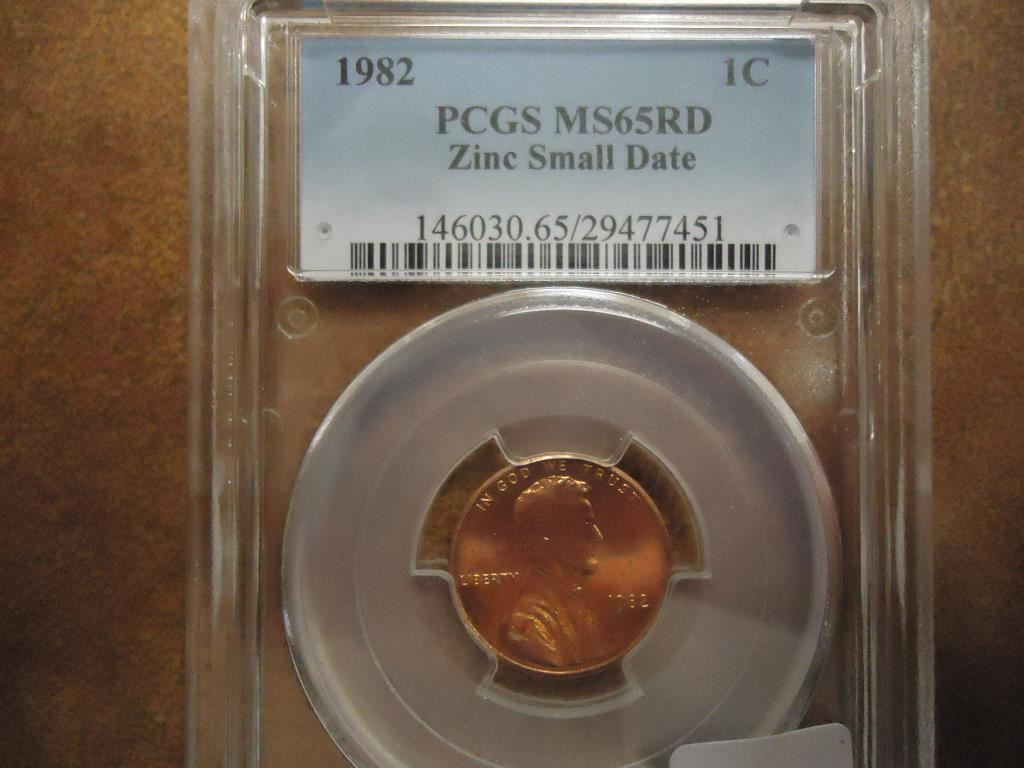 1982 1C
PCGS MS65RD
Zinc Small Date
146030.65/29477451
IN GOD WE TRUST
LIBERTY
1982